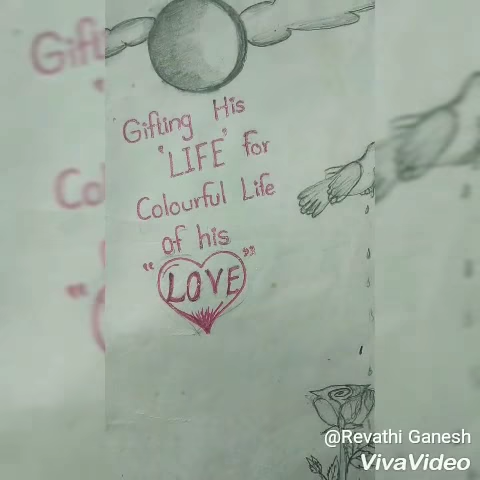 Gifting His
'LIFE' for
Colourful Life
of his
"LOVE"
@Revathi Ganesh
VivaVideo